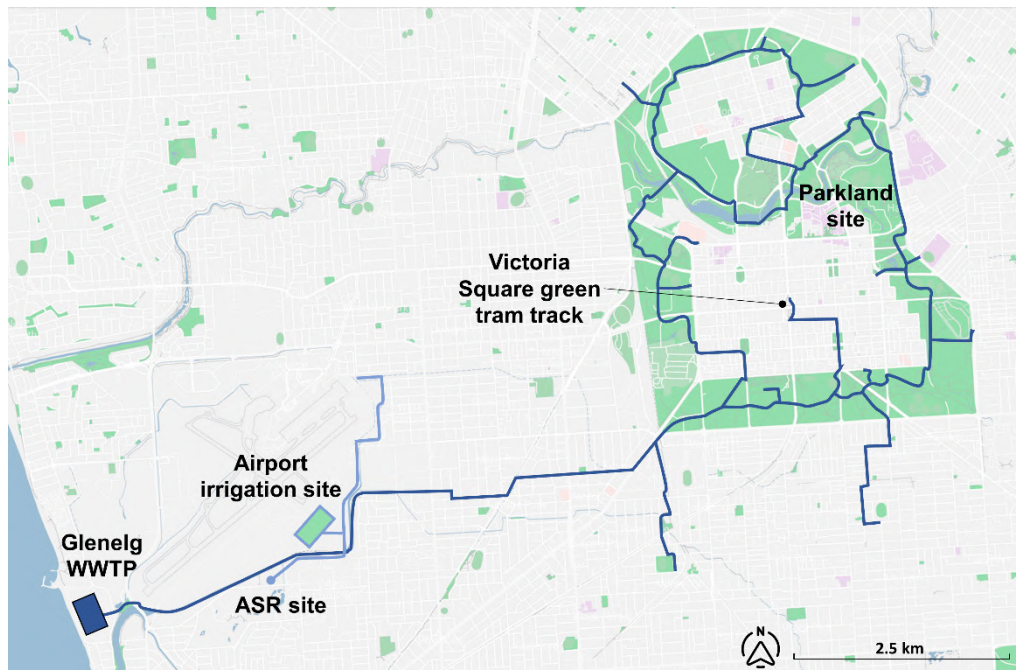 Parkland
site
Victoria
Square green
tram track
Airport
irrigation site
Glenelg
WWTP
ASR site
N
2.5 km